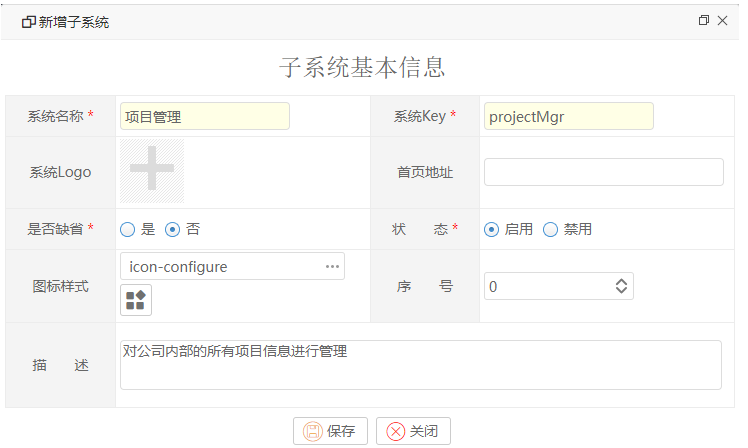 新增子系统
子系统基本信息
系统名称 * 项目管理 系统Key * projectMgr
系统Logo 首页地址
是否缺省 * 是 否 状 态 * 启用 禁用
图标样式 icon-configure 序 号 0
描 述 对公司内部的所有项目信息进行管理
保存 关闭